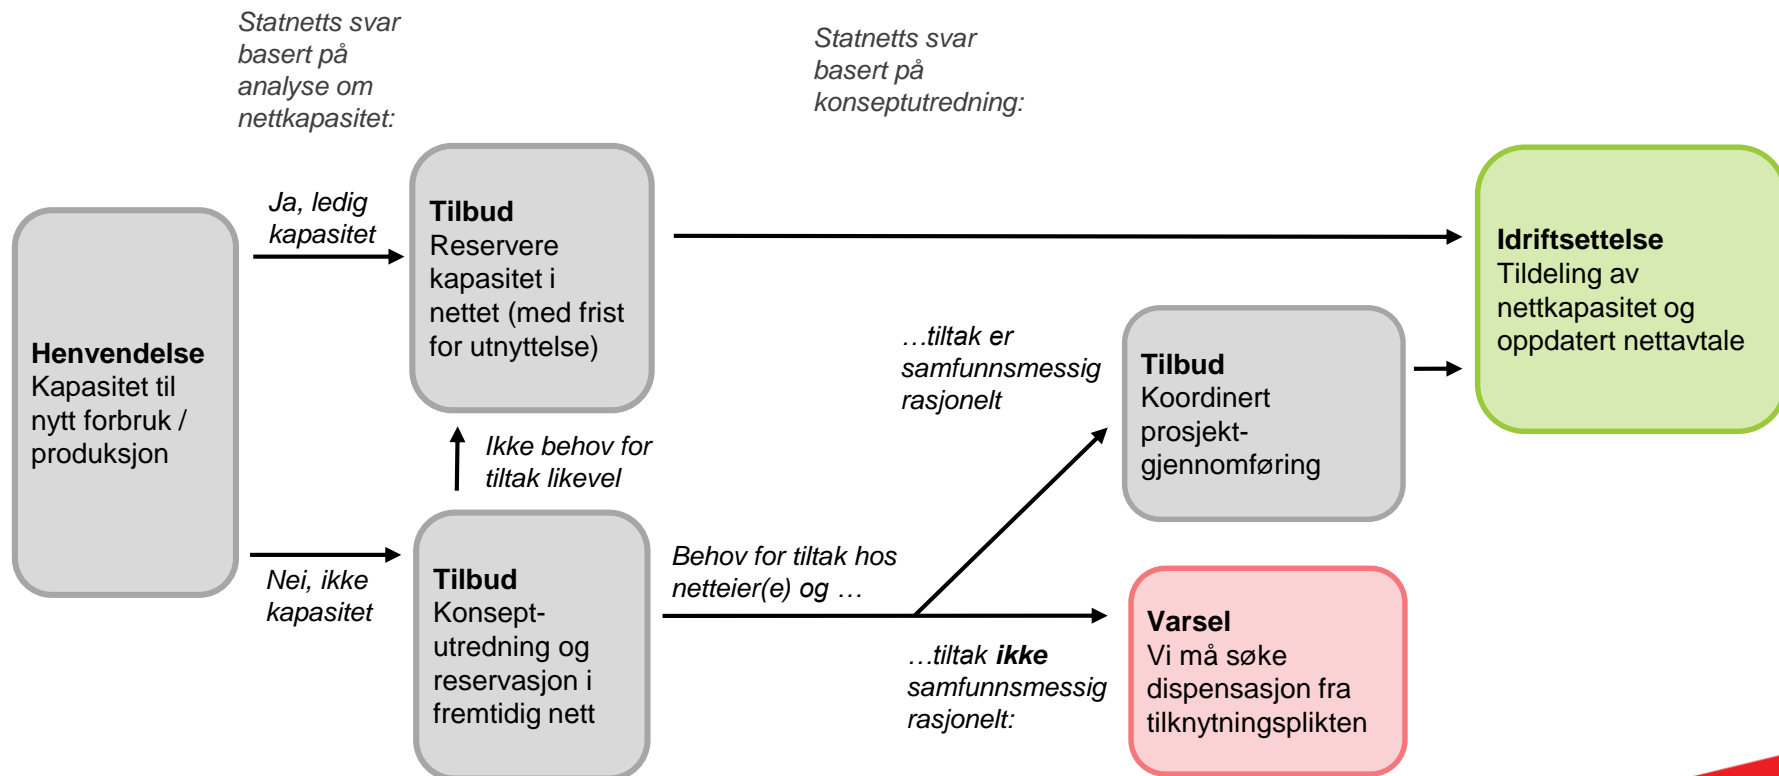 Statnetts svar
basert på
analyse om
nettkapasitet:
Statnetts svar
basert på
konseptutredning:
Henvendelse
Kapasitet til
nytt forbruk /
produksjon
Ja, ledig
kapasitet
Nei, ikke
kapasitet
Tilbud
Reservere
kapasitet i
nettet (med frist
for utnyttelse)
Ikke behov for
tiltak likevel
Tilbud
Konsept-
utredning og
reservasjon i
fremtidig nett
Behov for tiltak hos
netteier(e) og …
…tiltak er
samfunnsmessig
rasjonelt
…tiltak ikke
samfunnsmessig
rasjonelt:
Tilbud
Koordinert
prosjekt-
gjennomføring
Varsel
Vi må søke
dispensasjon fra
tilknytningsplikten
Idriftsettelse
Tildeling av
nettkapasitet og
oppdatert nettavtale